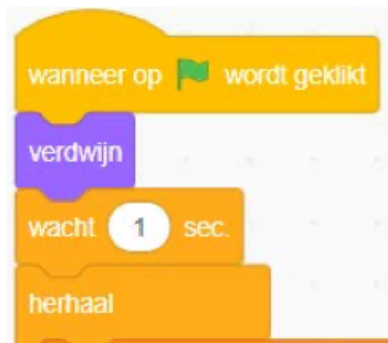 wanneer op wordt geklikt
verdwijn
wacht 1 sec.
herhaal